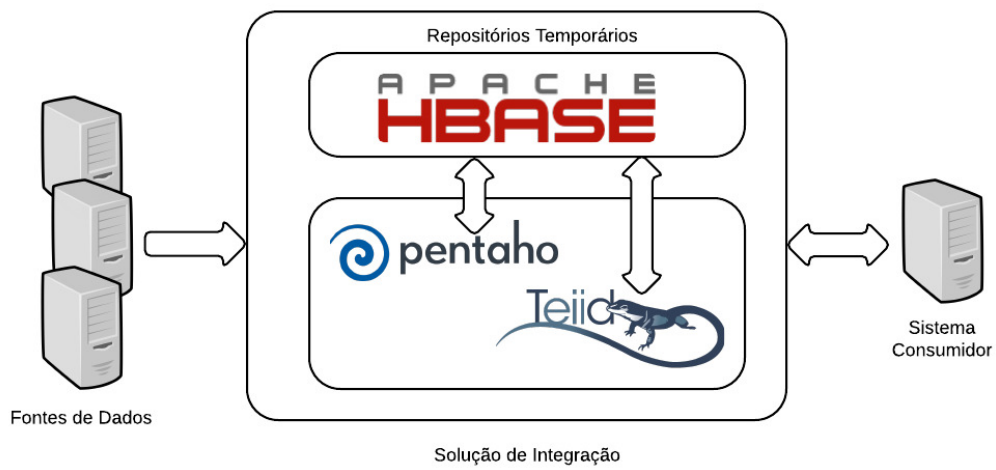 Repositórios Temporários
APACHE
HBASE
pentaho
Teiid
Fontes de Dados
Sistema
Consumidor
Solução de Integração